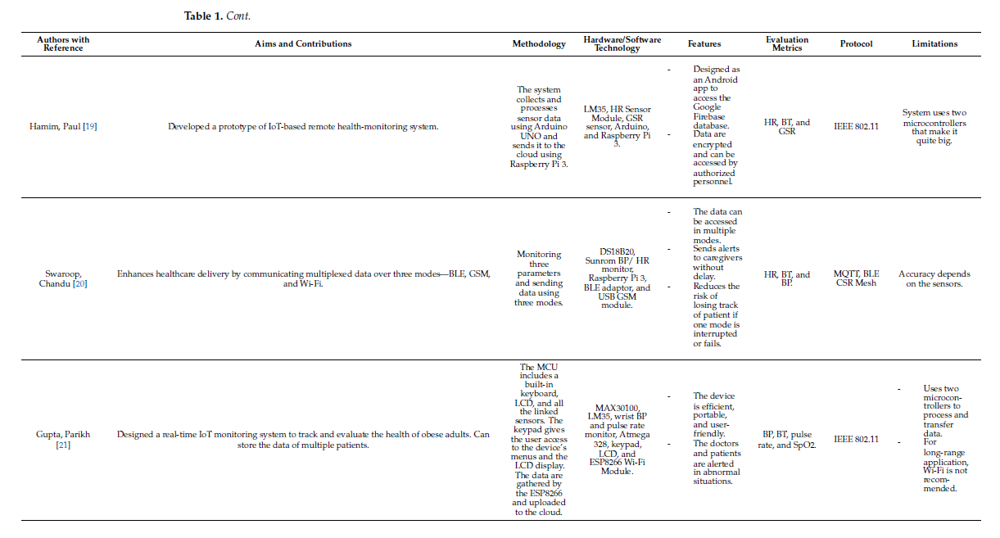 Table 1. Cont.
Authors with
Reference
Aims and Contributions
Methodology
Hardware/Software
Technology
Features
Evaluation
Metrics
Protocol
Limitations
Hamim, Paul [19]
Developed a prototype of IoT-based remote health-monitoring system.
The system
collects and
processes
sensor data
using Arduino
UNO and
sends it to the
cloud using
Raspberry Pi 3.
LM35, HR Sensor
Module, GSR
sensor, Arduino,
and Raspberry Pi
3.
- Designed as
an Android
app to
access the
Google
Firebase
database.
- Data are
encrypted
and can be
accessed by
authorized
personnel.
HR, BT, and
GSR
IEEE 802.11
System uses two
microcontrollers
that make it
quite big.
Swaroop,
Chandu [20]
Enhances healthcare delivery by communicating multiplexed data over three modes—BLE, GSM,
and Wi-Fi.
Monitoring
three
parameters
and sending
data using
three modes.
DS18B20,
Sunrom BP/ HR
monitor,
Raspberry Pi 3,
BLE adaptor, and
USB GSM
module.
- The data can
be accessed
in multiple
modes.
- Sends alerts
to caregivers
without
delay.
- Reduces the
risk of
losing track
of patient if
one mode is
interrupted
or fails.
HR, BT, and
BP.
MQTT, BLE
CSR Mesh
Accuracy depends
on the sensors.
Gupta, Parikh
[21]
Designed a real-time IoT monitoring system to track and evaluate the health of obese adults. Can
store the data of multiple patients.
The MCU
includes a
built-in
keyboard,
LCD, and all
the linked
sensors. The
keypad gives
the user access
to the device's
menus and the
LCD display.
The data are
gathered by
the ESP8266
and uploaded
to the cloud.
MAX30100,
LM35, wrist BP
and pulse rate
monitor, Atmega
328, keypad,
LCD, and
ESP8266 Wi-Fi
Module.
- The device
is efficient,
portable,
and user-
friendly.
- The doctors
and patients
are alerted
in abnormal
situations.
BP, BT, pulse
rate, and SpO2.
IEEE 802.11
- Uses two
microcon-
trollers to
process and
transfer
data.
- For
long-range
application,
Wi-Fi is not
recom-
mended.